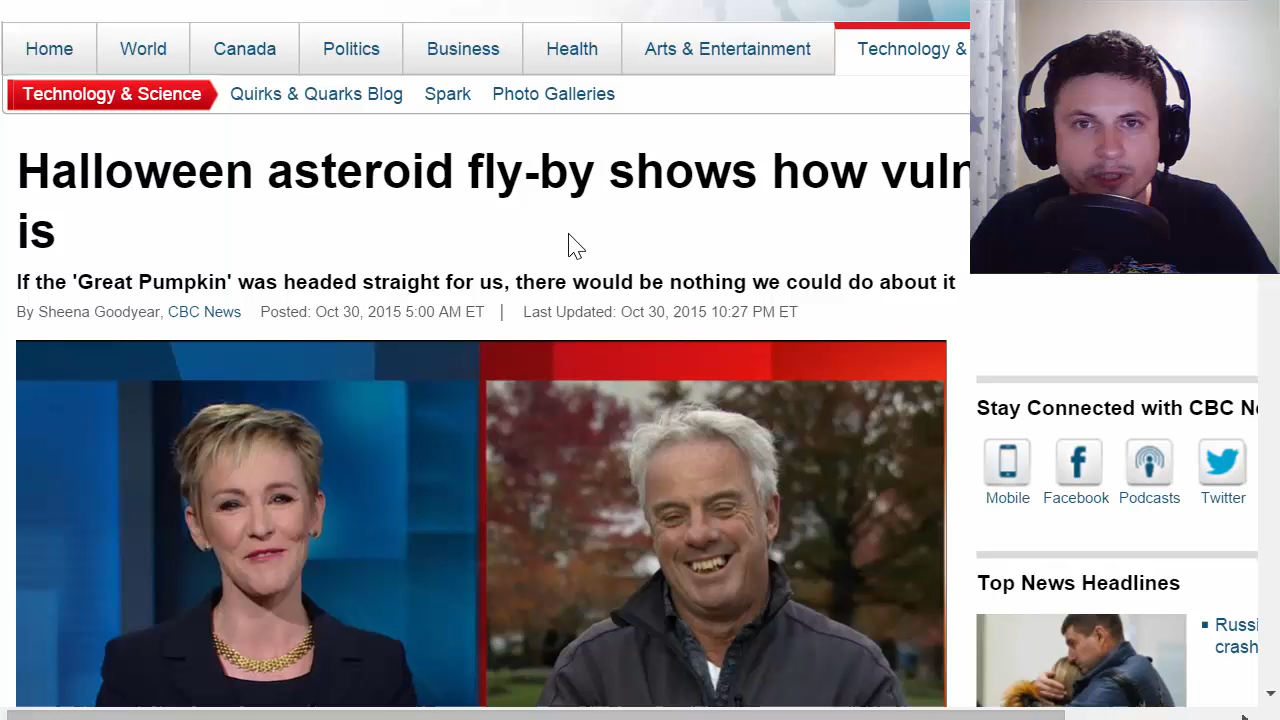 Home World Canada Politics Business Health Arts & Entertainment Technology &
Technology & Science Quirks & Quarks Blog Spark Photo Galleries
Halloween asteroid fly-by shows how vuln
is
If the 'Great Pumpkin' was headed straight for us, there would be nothing we could do about it
By Sheena Goodyear, CBC News Posted: Oct 30, 2015 5:00 AM ET | Last Updated: Oct 30, 2015 10:27 PM ET
Stay Connected with CBC Ne
Mobile Facebook Podcasts Twitter
Top News Headlines
Russi
crash